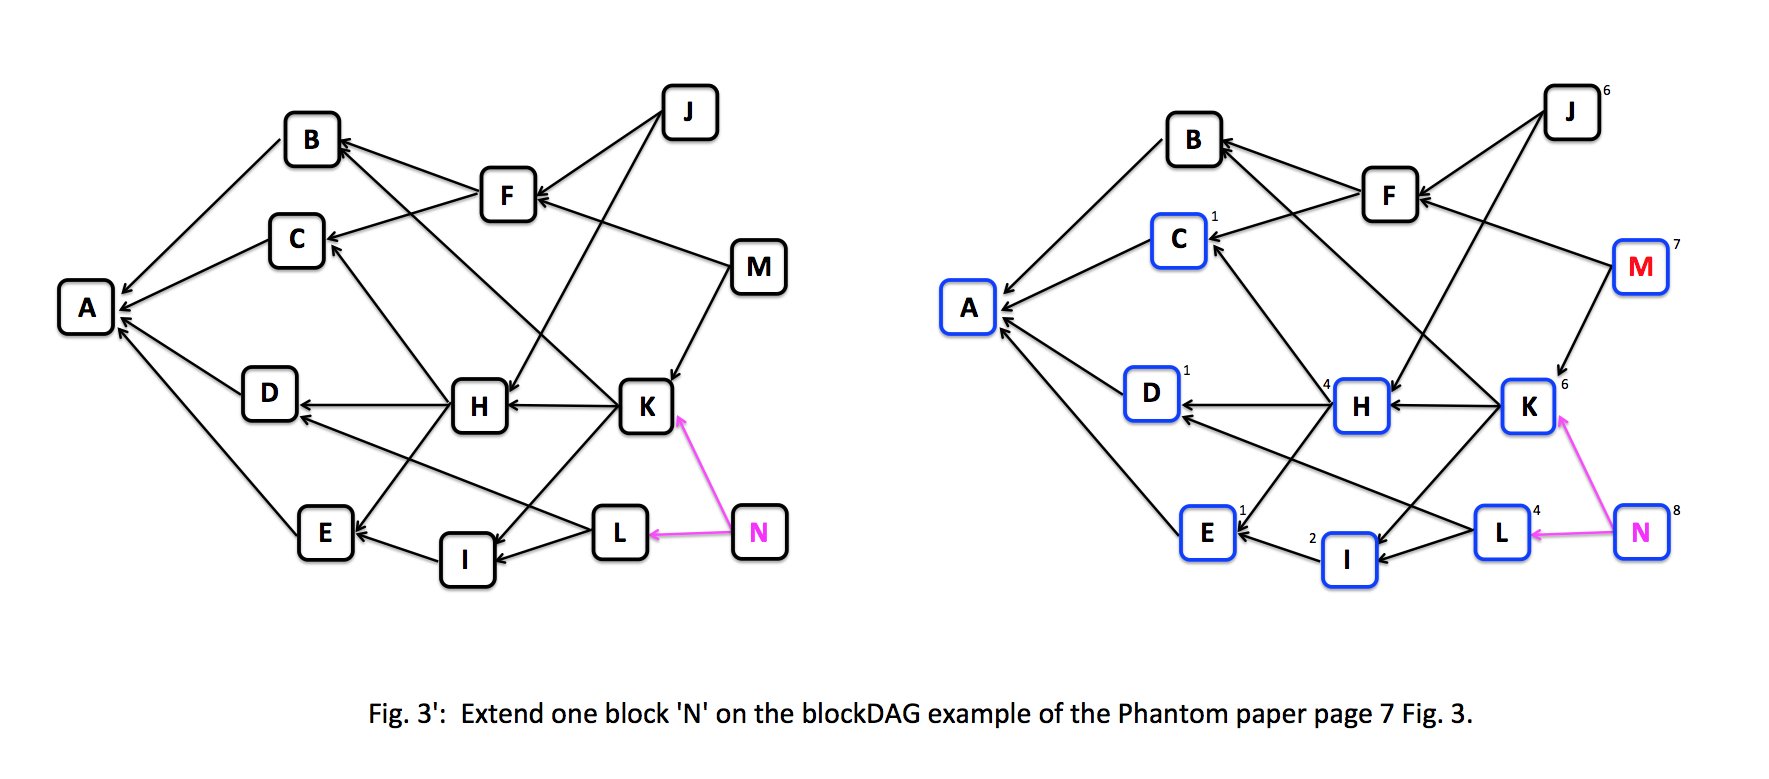 J
B
F
C
M
A
D
H
K
E
I
L
N
J 6
B
F
C 1
M 7
A
D 1
4 H
K 6
E 1
2 I
L 4
N 8
Fig. 3': Extend one block 'N' on the blockDAG example of the Phantom paper page 7 Fig. 3.